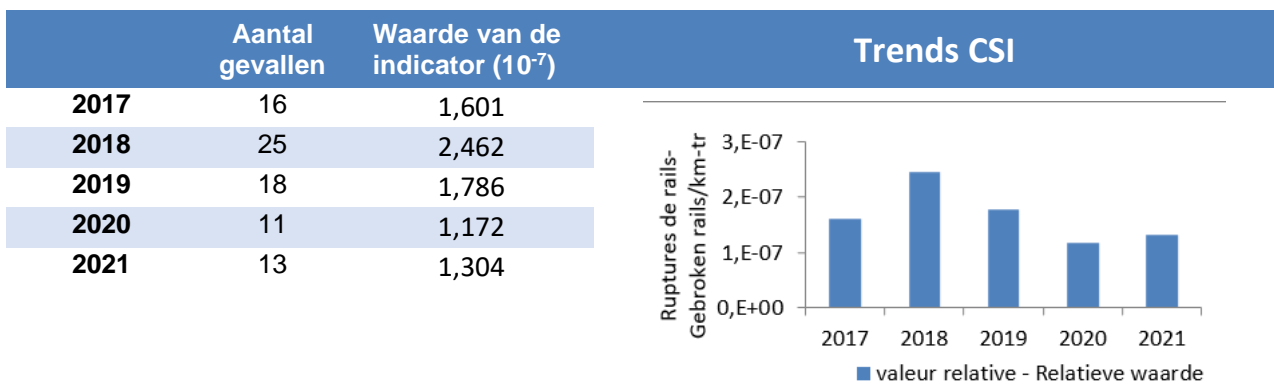 Aantal gevallen Waarde van de indicator (10-7) Trends CSI
2017 16 1,601
2018 25 2,462
2019 18 1,786
2020 11 1,172
2021 13 1,304
Ruptures de rails-
Gebroken rails/km-tr
3,E-07
2,E-07
1,E-07
0,E+00
2017 2018 2019 2020 2021
valeur relative - Relatieve waarde